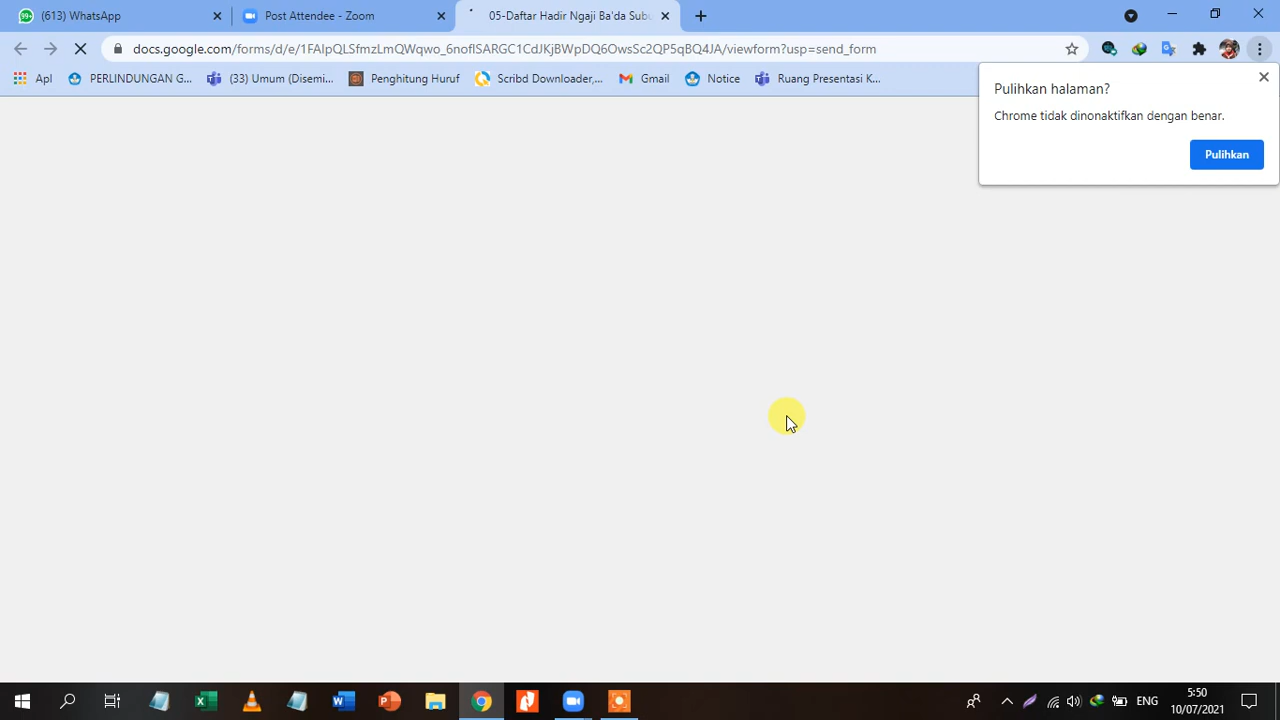 (613) WhatsApp
Post Attendee - Zoom
05-Daftar Hadir Ngaji Ba'da Subu
docs.google.com/forms/d/e/1FAIpQLSfmzLmQWqwo_6noflSARGC1CdJKjBWpDQ6OwsSc2QP5qBQ4JA/viewform?usp=send_form
Apl
PERLINDUNGAN G...
(33) Umum (Disemi...
Penghitung Huruf
Scribd Downloader,...
Gmail
Notice
Ruang Presentasi K...
Pulihkan halaman?
Chrome tidak dinonaktifkan dengan benar.
Pulihkan
ENG
5:50
10/07/2021